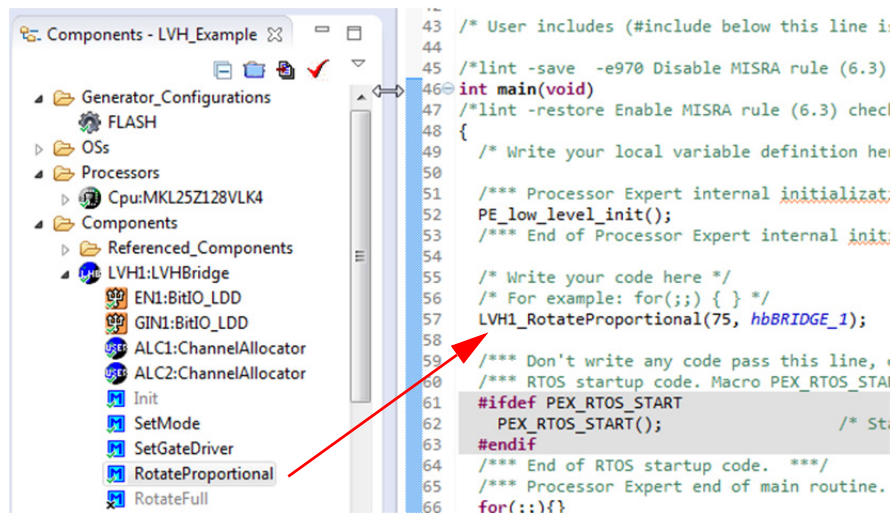 Components - LVH_Example
Generator_Configurations
FLASH
OSs
Processors
Cpu:MKL25Z128VLK4
Components
Referenced_Components
LVH1:LVHBridge
EN1:BitIO_LDD
GIN1:BitIO_LDD
ALC1:ChannelAllocator
ALC2:ChannelAllocator
Init
SetMode
SetGateDriver
RotateProportional
RotateFull
43 /* User includes (#include below this line is
44
45 /*lint -save  -e970 Disable MISRA rule (6.3)
46 int main(void)
47 /*lint -restore Enable MISRA rule (6.3) chec
48 {
49   /* Write your local variable definition her
50
51   /*** Processor Expert internal initializati
52   PE_low_level_init();
53   /*** End of Processor Expert internal initi
54
55   /* Write your code here */
56   /* For example: for(;;) { } */
57   LVH1_RotateProportional(75, hbBRIDGE_1);
58
59   /*** Don't write any code pass this line,
60   /*** RTOS startup code. Macro PEX_RTOS_STAR
61   #ifdef PEX_RTOS_START
62     PEX_RTOS_START();                  /* Sta
63   #endif
64   /*** End of RTOS startup code.  ***/
65   /*** Processor Expert end of main routine.
66   for(;;){}